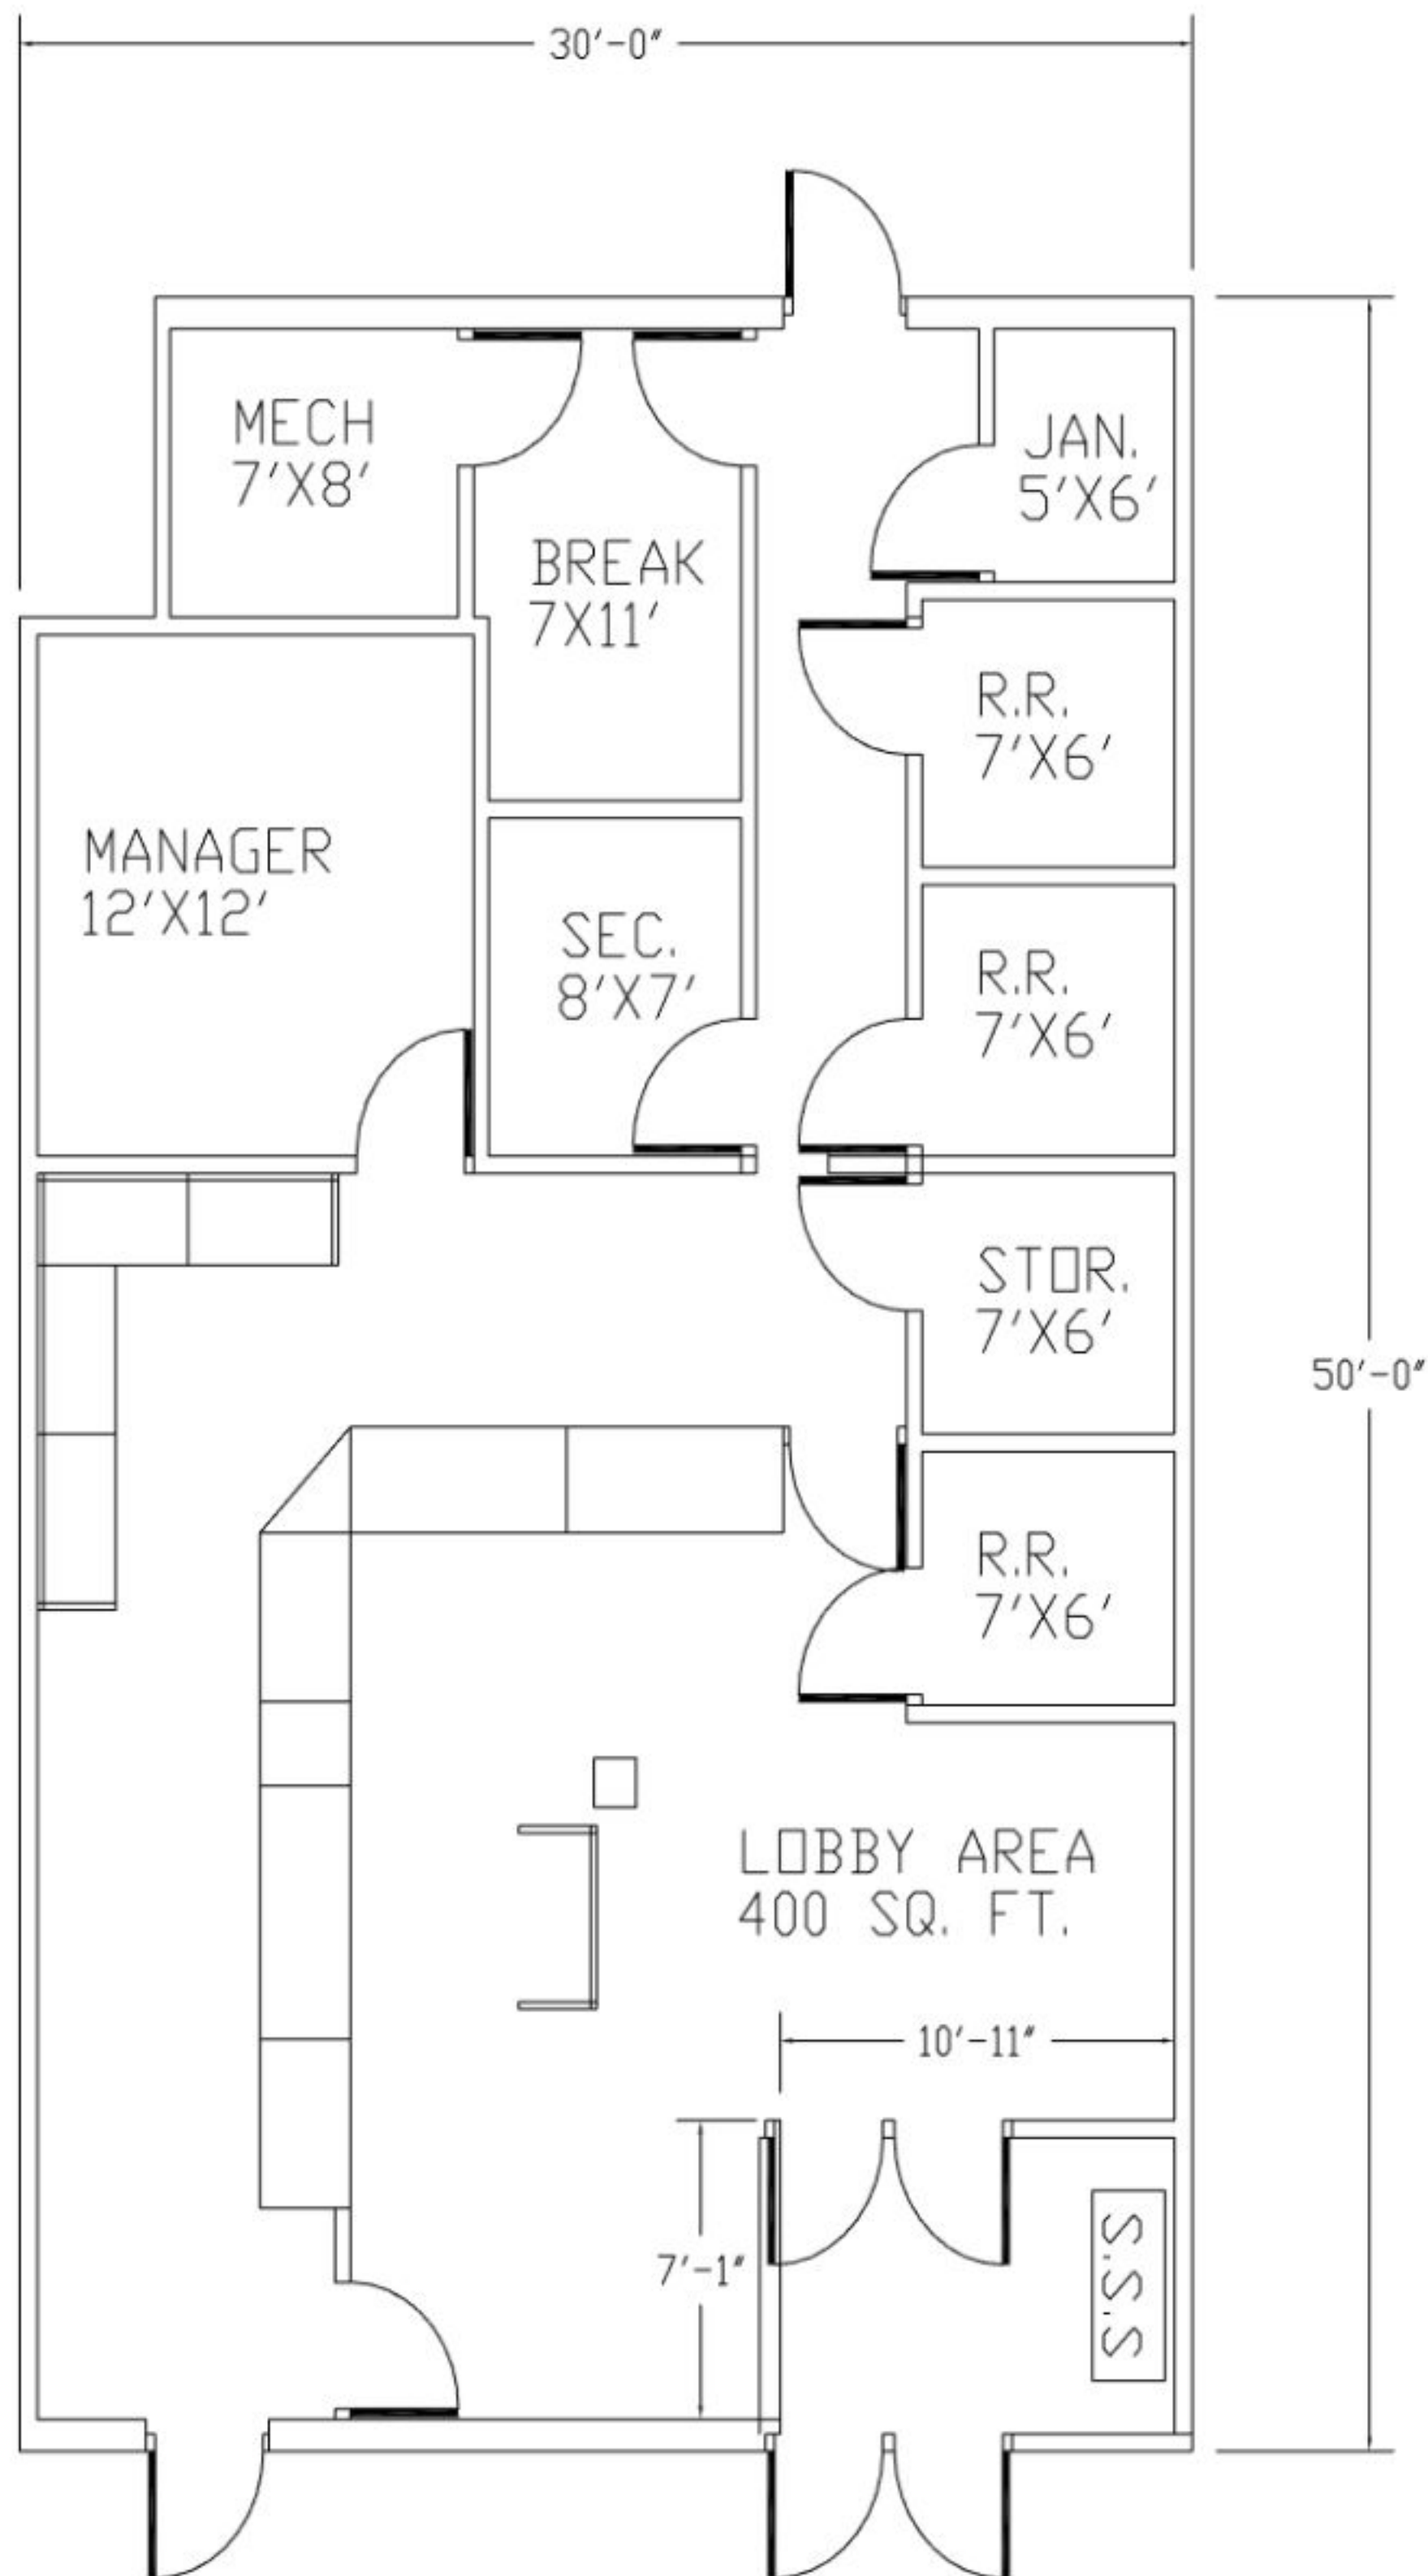 30'-0"
MECH
7'X8'
JAN.
5'X6'
BREAK
7X11'
R.R.
7'X6'
MANAGER
12'X12'
SEC.
8'X7'
R.R.
7'X6'
STOR.
7'X6'
50'-0"
R.R.
7'X6'
LOBBY AREA
400 SQ. FT.
10'-11"
7'-1"
S.S.S